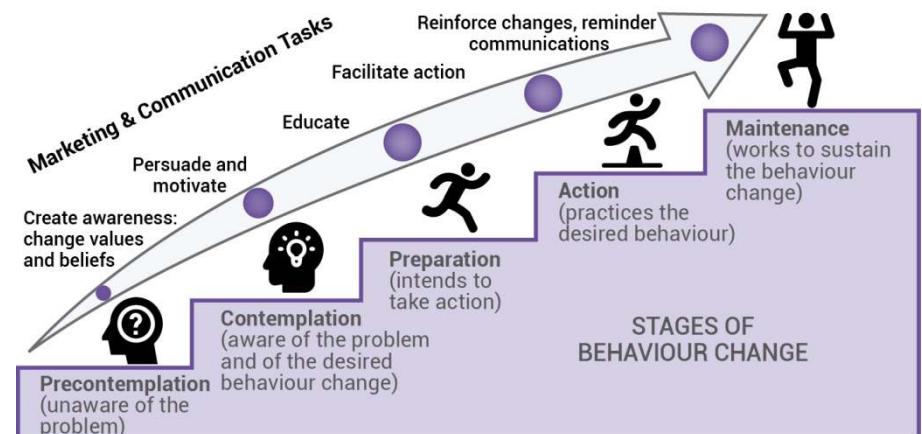 Marketing & Communication Tasks
Reinforce changes, reminder
communications
Facilitate action
Educate
Persuade and
motivate
Create awareness:
change values
and beliefs
?
Precontemplation
(unaware of the
problem)
Contemplation
(aware of the problem
and of the desired
behaviour change)
Preparation
(intends to
take action)
Action
(practices the
desired behaviour)
Maintenance
(works to sustain
the behaviour
change)
STAGES OF
BEHAVIOUR CHANGE